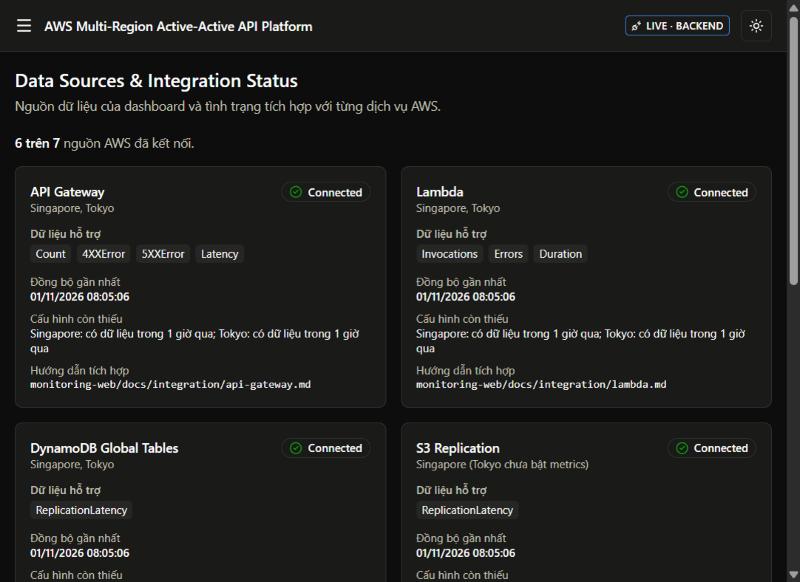 AWS Multi-Region Active-Active API Platform
LIVE · BACKEND
Data Sources & Integration Status
Nguồn dữ liệu của dashboard và tình trạng tích hợp với từng dịch vụ AWS.
6 trên 7 nguồn AWS đã kết nối.
API Gateway
Connected
Singapore, Tokyo
Dữ liệu hỗ trợ
Count 4XXError 5XXError Latency
Đồng bộ gần nhất
01/11/2026 08:05:06
Cấu hình còn thiếu
Singapore: có dữ liệu trong 1 giờ qua; Tokyo: có dữ liệu trong 1 giờ
qua
Hướng dẫn tích hợp
monitoring-web/docs/integration/api-gateway.md
Lambda
Connected
Singapore, Tokyo
Dữ liệu hỗ trợ
Invocations Errors Duration
Đồng bộ gần nhất
01/11/2026 08:05:06
Cấu hình còn thiếu
Singapore: có dữ liệu trong 1 giờ qua; Tokyo: có dữ liệu trong 1 giờ
qua
Hướng dẫn tích hợp
monitoring-web/docs/integration/lambda.md
DynamoDB Global Tables
Connected
Singapore, Tokyo
Dữ liệu hỗ trợ
ReplicationLatency
Đồng bộ gần nhất
01/11/2026 08:05:06
Cấu hình còn thiếu
S3 Replication
Connected
Singapore (Tokyo chưa bật metrics)
Dữ liệu hỗ trợ
ReplicationLatency
Đồng bộ gần nhất
01/11/2026 08:05:06
Cấu hình còn thiếu